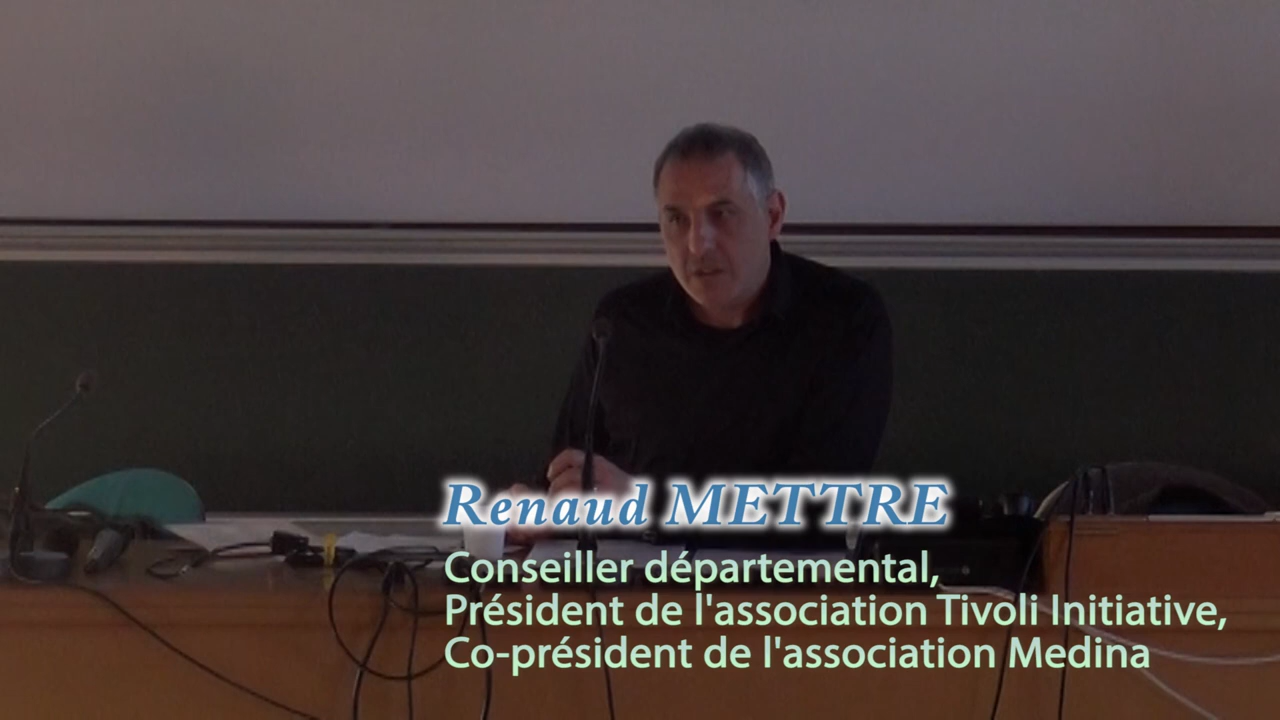 Renaud METTRE
Conseiller départemental,
Président de l'association Tivoli Initiative,
Co-président de l'association Medina